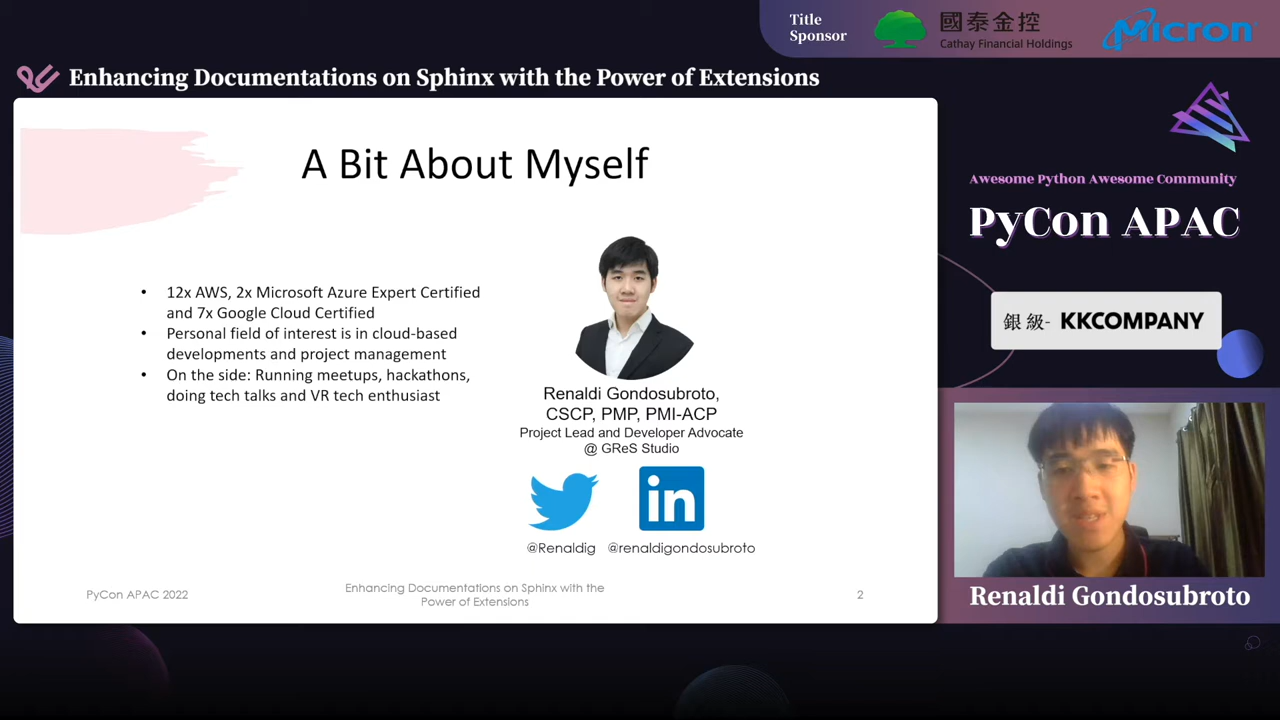 Title
Sponsor
國泰金控
Cathay Financial Holdings
Micron
Enhancing Documentations on Sphinx with the Power of Extensions
A Bit About Myself
• 12x AWS, 2x Microsoft Azure Expert Certified
and 7x Google Cloud Certified
• Personal field of interest is in cloud-based
developments and project management
• On the side: Running meetups, hackathons,
doing tech talks and VR tech enthusiast
Renaldi Gondosubroto,
CSCP, PMP, PMI-ACP
Project Lead and Developer Advocate
@ GReS Studio
in
@Renaldig @renaldigondosubroto
PyCon APAC 2022
Enhancing Documentations on Sphinx with the
Power of Extensions
2
Awesome Python Awesome Community
PyCon APAC
銀級- KKCOMPANY
Renaldi Gondosubroto